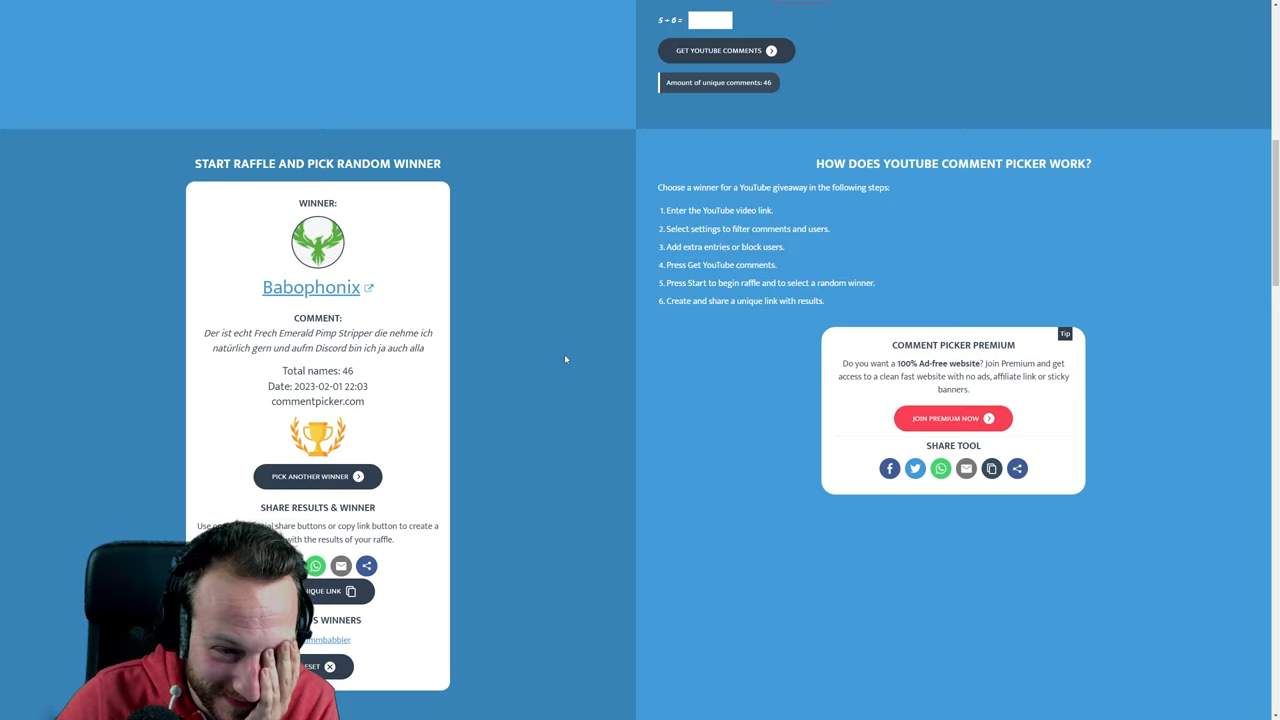 5 + 6 =
GET YOUTUBE COMMENTS
Amount of unique comments: 46
START RAFFLE AND PICK RANDOM WINNER
WINNER:
Babophonix
COMMENT:
Der ist echt Frech Emerald Pimp Stripper die nehme ich
natürlich gern und aufm Discord bin ich ja auch alla
Total names: 46
Date: 2023-02-01 22:03
commentpicker.com
PICK ANOTHER WINNER
SHARE RESULTS & WINNER
share buttons or copy link button to create a
with the results of your raffle.
LINK
WINNERS
HOW DOES YOUTUBE COMMENT PICKER WORK?
Choose a winner for a YouTube giveaway in the following steps:
1. Enter the YouTube video link.
2. Select settings to filter comments and users.
3. Add extra entries or block users.
4. Press Get YouTube comments.
5. Press Start to begin raffle and to select a random winner.
6. Create and share a unique link with results.
Tip
COMMENT PICKER PREMIUM
Do you want a 100% Ad-free website? Join Premium and get
access to a clean fast website with no ads, affiliate link or sticky
banners.
JOIN PREMIUM NOW
SHARE TOOL